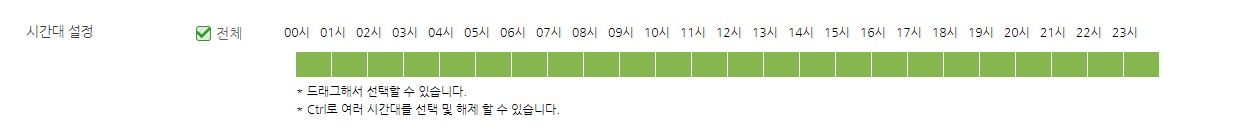 시간대 설정 전체 00시 01시 02시 03시 04시 05시 06시 07시 08시 09시 10시 11시 12시 13시 14시 15시 16시 17시 18시 19시 20시 21시 22시 23시
* 드래그해서 선택할 수 있습니다.
* Ctrl로 여러 시간대를 선택 및 해제 할 수 있습니다.